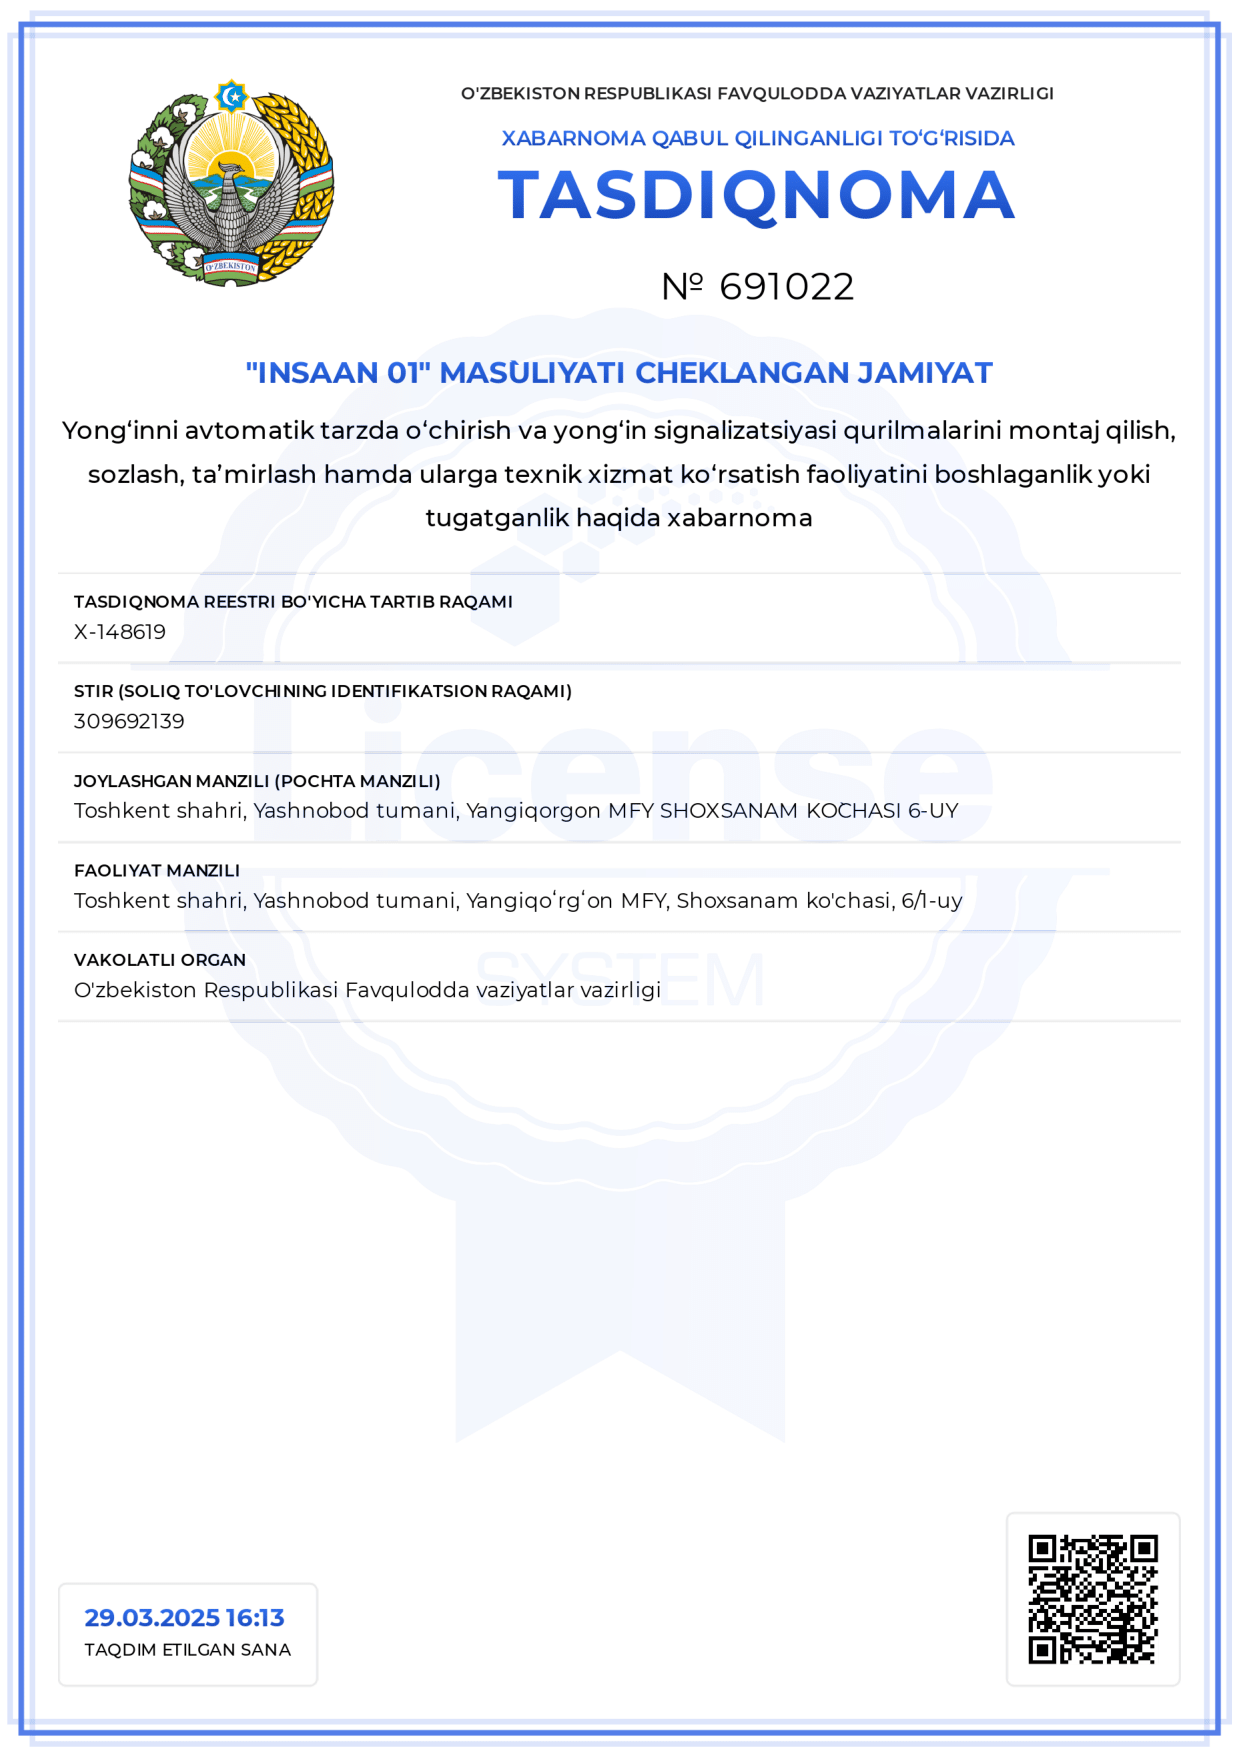 O'ZBEKISTON RESPUBLIKASI FAVQULODDA VAZIYATLAR VAZIRLIGI
XABARNOMA QABUL QILINGANLIGI TO‘G‘RISIDA
TASDIQNOMA
№ 691022
O‘ZBEKISTON
"INSAAN 01" MAS`ULIYATI CHEKLANGAN JAMIYAT
Yong‘inni avtomatik tarzda o‘chirish va yong‘in signalizatsiyasi qurilmalarini montaj qilish,
sozlash, ta’mirlash hamda ularga texnik xizmat ko‘rsatish faoliyatini boshlaganlik yoki
tugatganlik haqida xabarnoma
TASDIQNOMA REESTRI BO'YICHA TARTIB RAQAMI
X-148619
STIR (SOLIQ TO'LOVCHINING IDENTIFIKATSION RAQAMI)
309692139
JOYLASHGAN MANZILI (POCHTA MANZILI)
Toshkent shahri, Yashnobod tumani, Yangiqorgon MFY SHOXSANAM KO`CHASI 6-UY
FAOLIYAT MANZILI
Toshkent shahri, Yashnobod tumani, Yangiqoʻrgʻon MFY, Shoxsanam ko'chasi, 6/1-uy
VAKOLATLI ORGAN
O'zbekiston Respublikasi Favqulodda vaziyatlar vazirligi
License
SYSTEM
29.03.2025 16:13
TAQDIM ETILGAN SANA